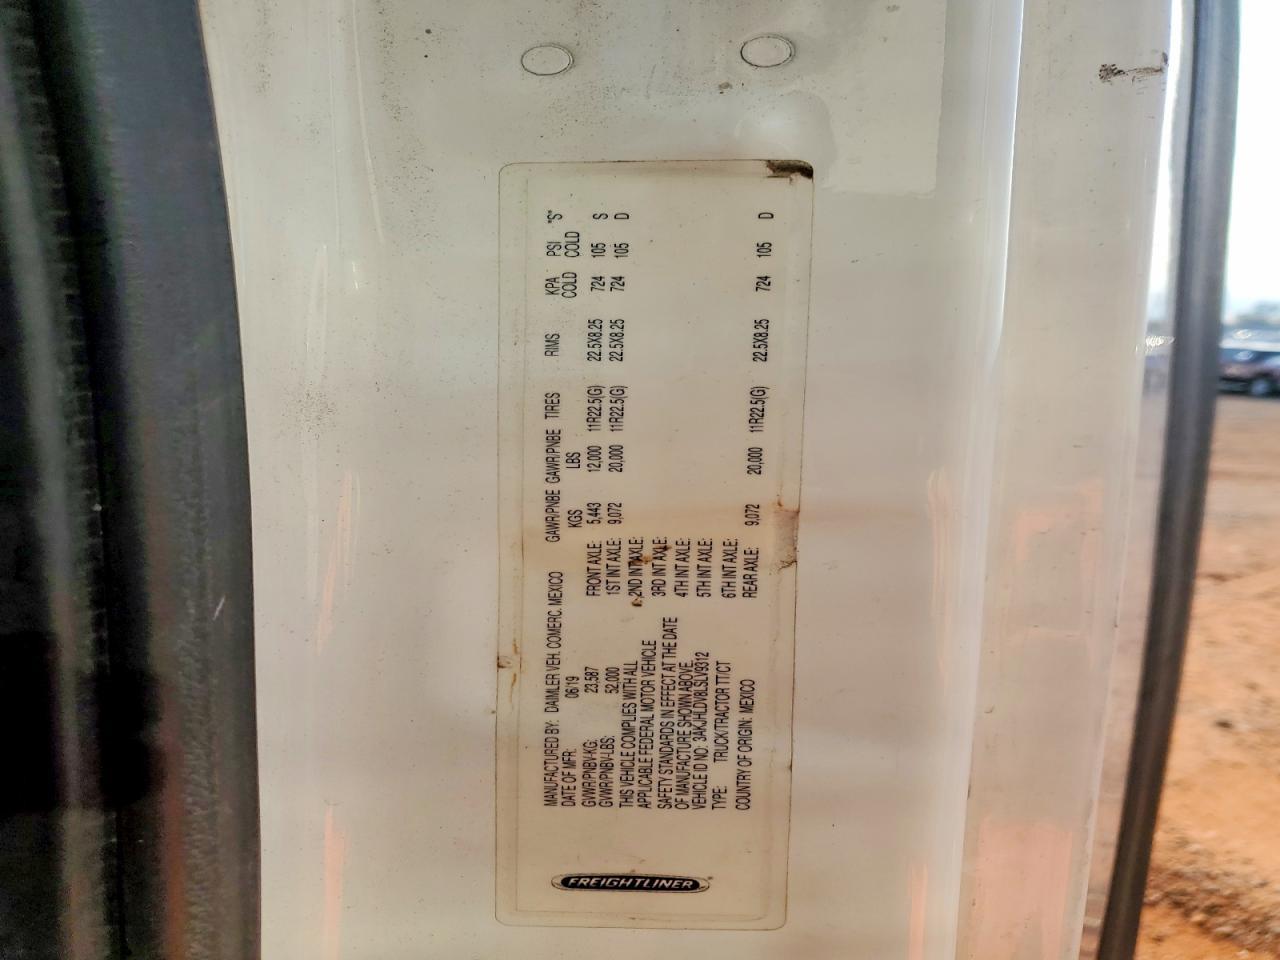 FREIGHTLINER
MANUFACTURED BY: DAIMLER VEH. COMERC. MEXICO
DATE OF MFR: 06/19
GVWR/PNBV-KG: 23,587
GVWR/PNBV-LBS: 52,000
THIS VEHICLE COMPLIES WITH ALL
APPLICABLE FEDERAL MOTOR VEHICLE
SAFETY STANDARDS IN EFFECT AT THE DATE
OF MANUFACTURE SHOWN ABOVE.
VEHICLE ID NO: 3AKJHLDV8LSLV9312
TYPE: TRUCK/TRACTOR TT/CT
COUNTRY OF ORIGIN: MEXICO
GAWR/PNBE GAWR/PNBE TIRES RIMS KPA PSI "S"
KGS LBS COLD COLD
FRONT AXLE: 5,443 12,000 11R22.5(G) 22.5X8.25 724 105 S
1ST INT AXLE: 9,072 20,000 11R22.5(G) 22.5X8.25 724 105 D
2ND INT AXLE:
3RD INT AXLE:
4TH INT AXLE:
5TH INT AXLE:
6TH INT AXLE:
REAR AXLE: 9,072 20,000 11R22.5(G) 22.5X8.25 724 105 D